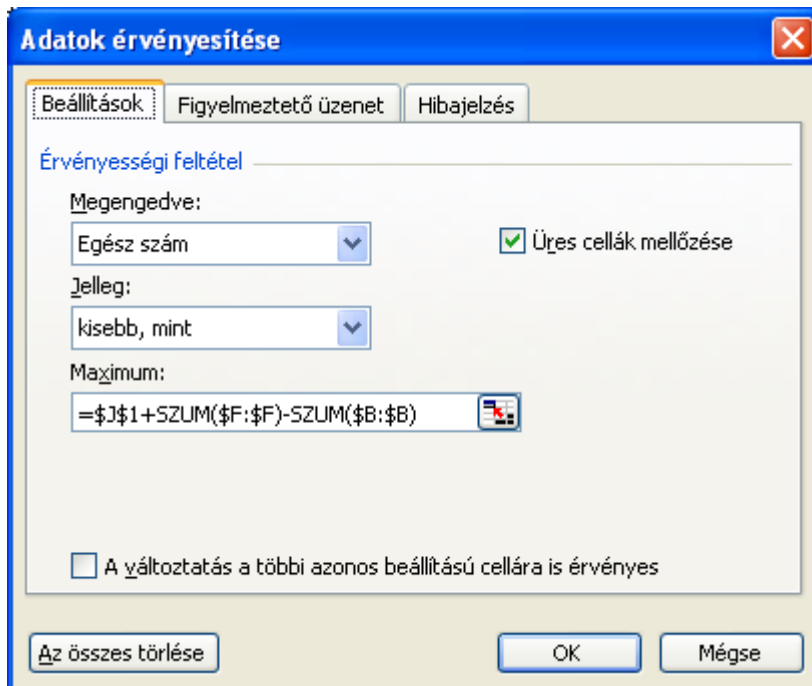 Adatok érvényesítése
Beállítások Figyelmeztető üzenet Hibajelzés
Érvényességi feltétel
Megengedve:
Egész szám Üres cellák mellőzése
Jelleg:
kisebb, mint
Maximum:
=$J$1+SZUM($F:$F)-SZUM($B:$B)
A változtatás a többi azonos beállítású cellára is érvényes
Az összes törlése OK Mégse